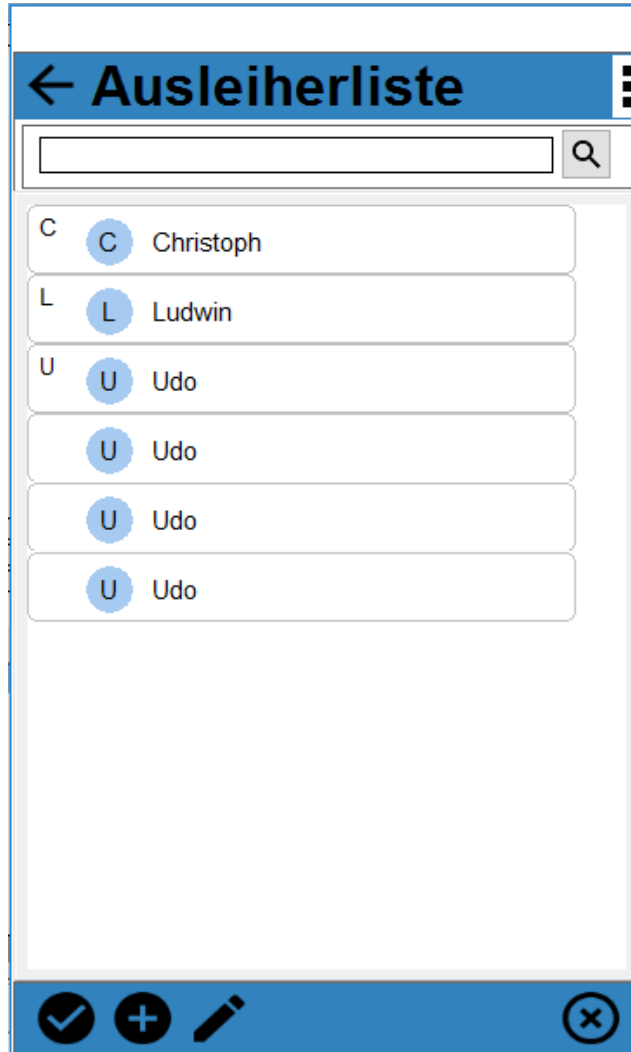 Ausleiherliste
C
C Christoph
L
L Ludwin
U
U Udo
U Udo
U Udo
U Udo